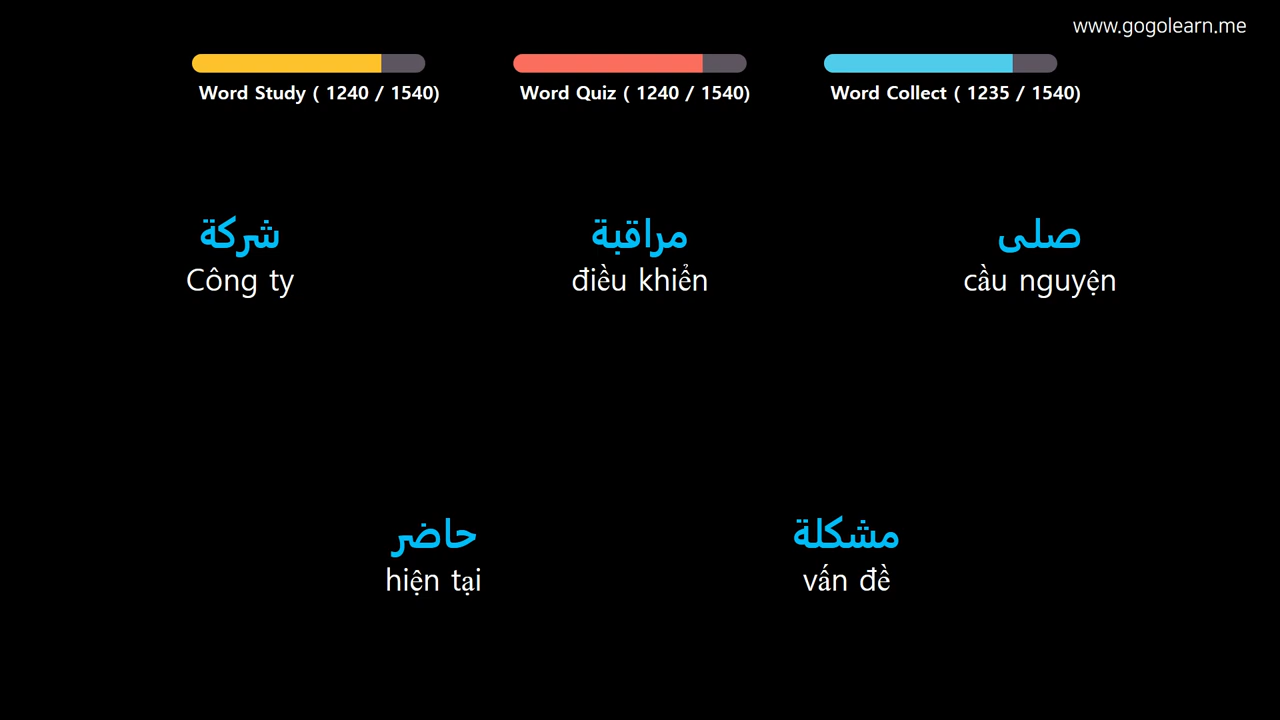 www.gogolearn.me
Word Study ( 1240 / 1540)
Word Quiz ( 1240 / 1540)
Word Collect ( 1235 / 1540)
شركة
Công ty
مراقبة
điều khiển
صلى
cầu nguyện
حاضر
hiện tại
مشكلة
vấn đề